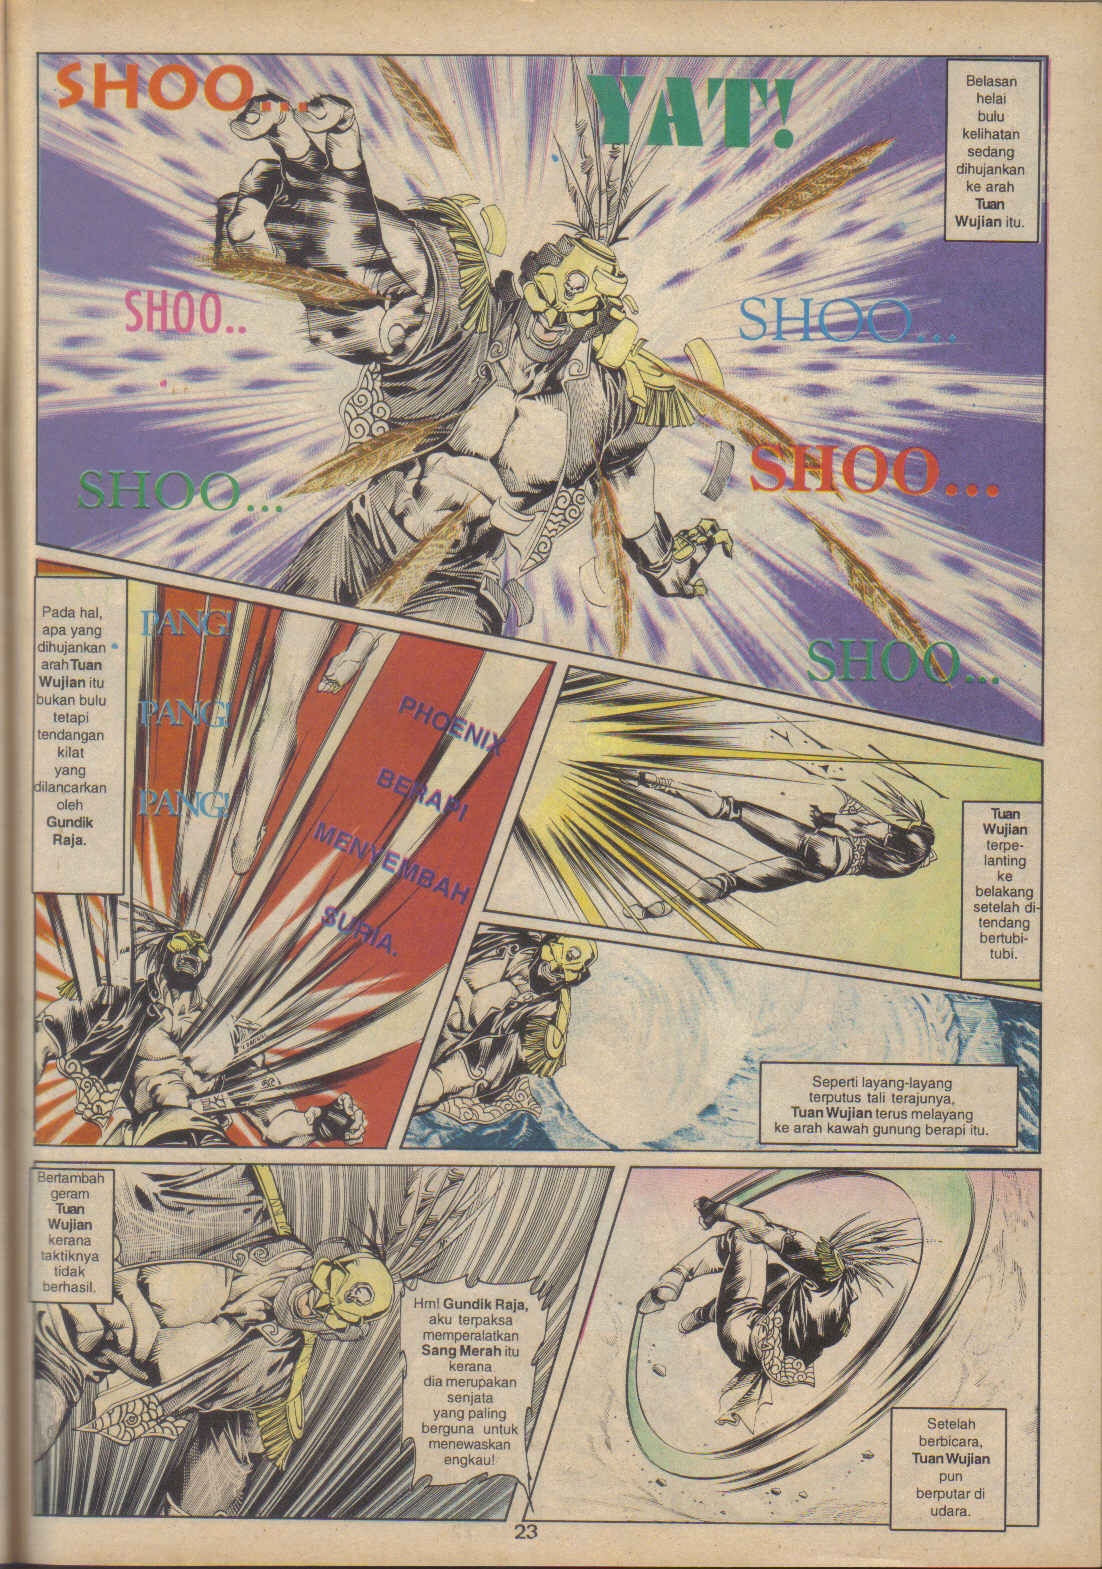 SHOO...
YAT!
Belasan
helai
bulu
kelihatan
sedang
dihujankan
ke arah
Tuan
Wujian itu.
SHOO..
SHOO...
SHOO...
SHOO...
SHOO...
Pada hal,
apa yang
dihujankan
arah Tuan
Wujian itu
bukan bulu
tetapi
tendangan
kilat
yang
dilancarkan
oleh
Gundik
Raja.
PANG!
PANG!
PANG!
PHOENIX
BERAPI
MENYEMBAH
SURIA.
Tuan
Wujian
terpe-
lanting
ke
belakang
setelah di-
tendang
bertubi-
tubi.
Seperti layang-layang
terputus tali terajunya,
Tuan Wujian terus melayang
ke arah kawah gunung berapi itu.
Bertambah
geram
Tuan
Wujian
kerana
taktiknya
tidak
berhasil.
Hm! Gundik Raja,
aku terpaksa
memperalatkan
Sang Merah itu
kerana
dia merupakan
senjata
yang paling
berguna untuk
menewaskan
engkau!
Setelah
berbicara,
Tuan Wujian
pun
berputar di
udara.
23